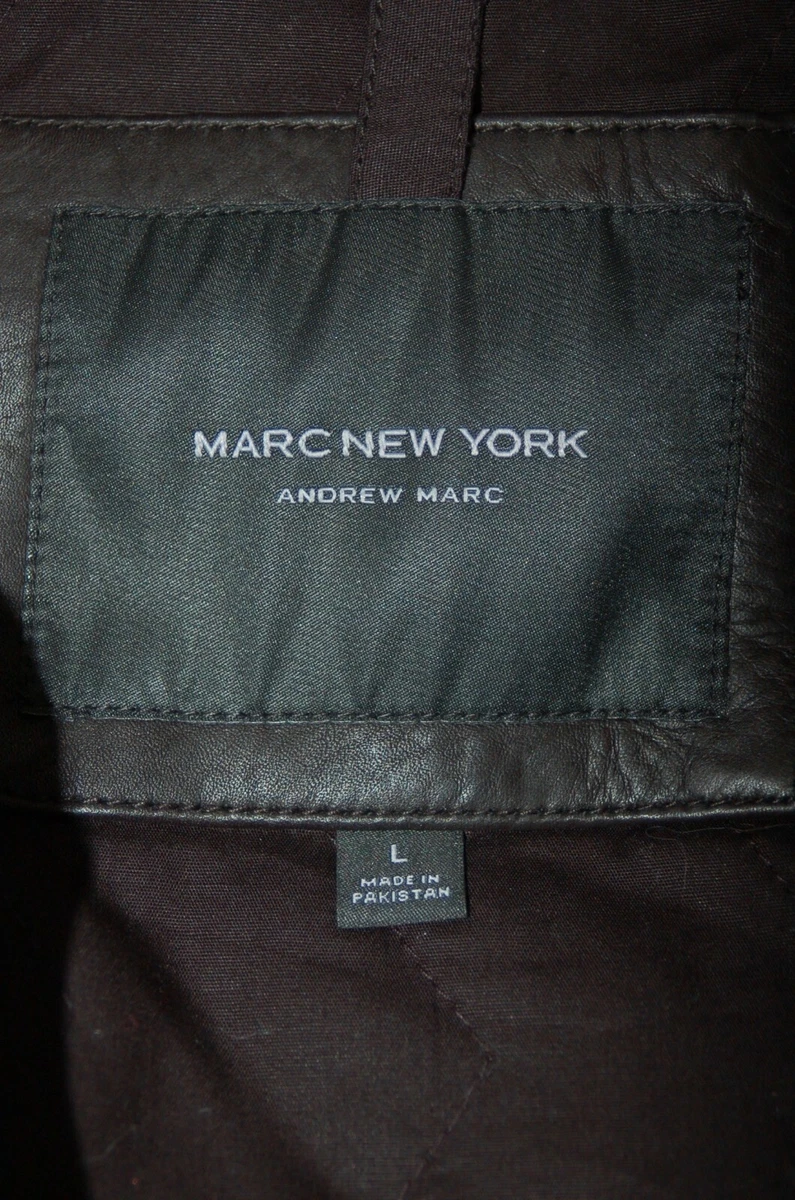 MARC NEW YORK
ANDREW MARC
L
MADE IN
PAKISTAN